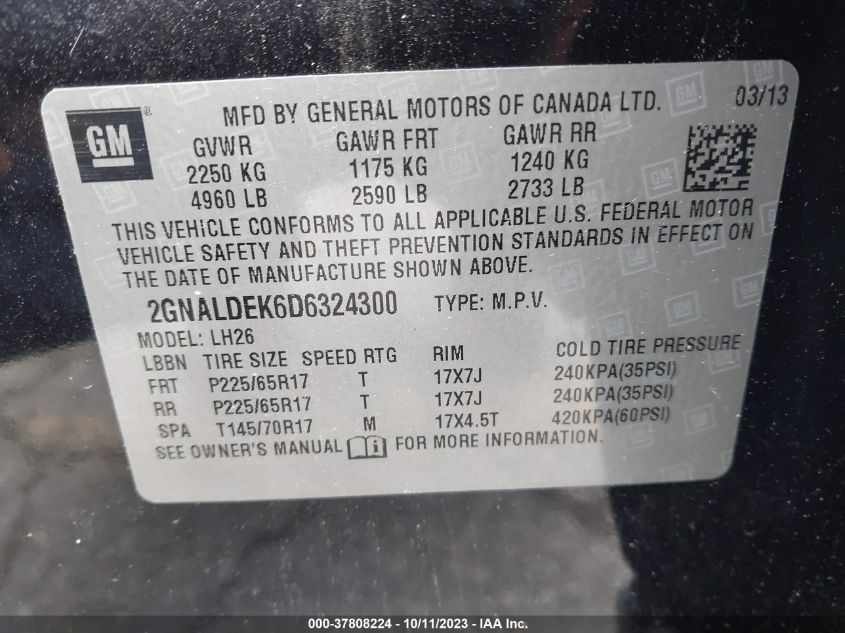 GM ®
MFD BY GENERAL MOTORS OF CANADA LTD. 03/13
GVWR GAWR FRT GAWR RR
2250 KG 1175 KG 1240 KG
4960 LB 2590 LB 2733 LB
THIS VEHICLE CONFORMS TO ALL APPLICABLE U.S. FEDERAL MOTOR
VEHICLE SAFETY AND THEFT PREVENTION STANDARDS IN EFFECT ON
THE DATE OF MANUFACTURE SHOWN ABOVE.
2GNALDEK6D6324300 TYPE: M.P.V.
MODEL: LH26
LBBN TIRE SIZE SPEED RTG RIM COLD TIRE PRESSURE
FRT P225/65R17 T 17X7J 240KPA(35PSI)
RR P225/65R17 T 17X7J 240KPA(35PSI)
SPA T145/70R17 M 17X4.5T 420KPA(60PSI)
SEE OWNER'S MANUAL FOR MORE INFORMATION.
000-37808224 - 10/11/2023 - IAA Inc.